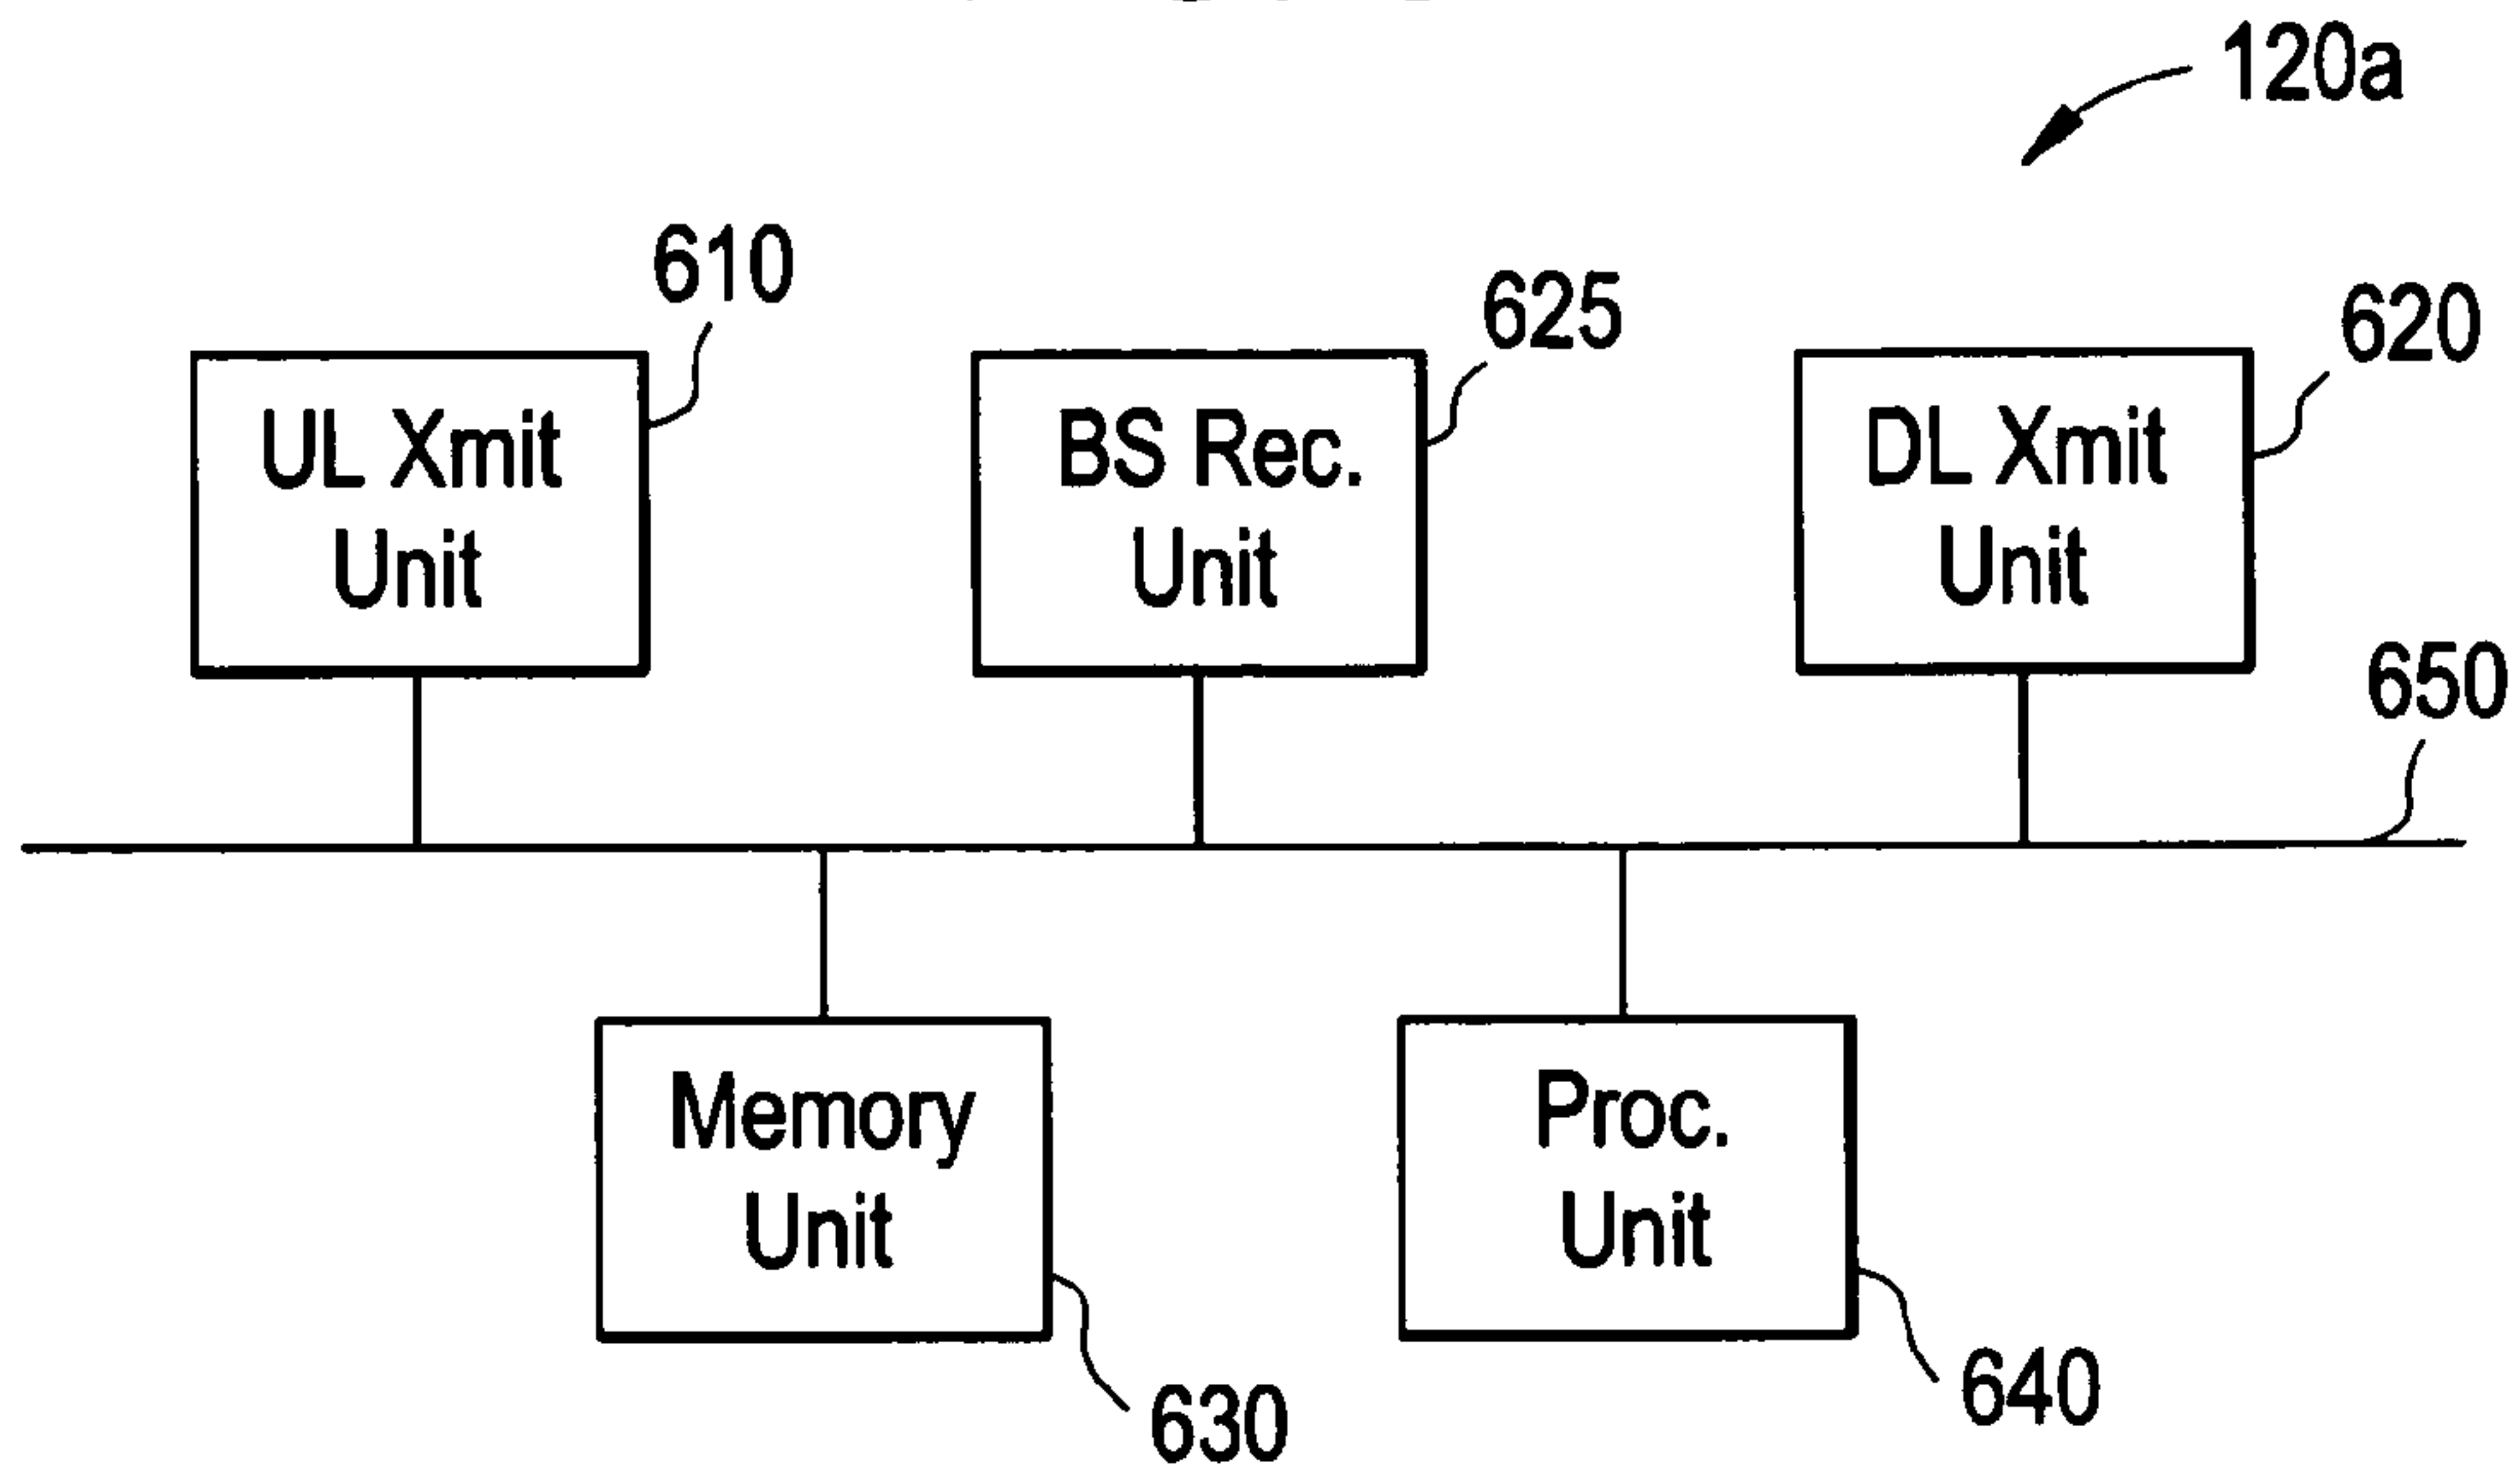 120a
610
625
620
UL Xmit
Unit
BS Rec.
Unit
DL Xmit
Unit
650
Memory
Unit
Proc.
Unit
630
640